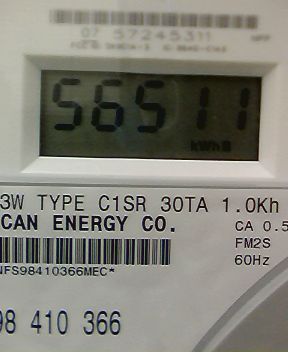 07 57245311
56511
kWh
3W TYPE C1SR 30TA 1.0Kh
CAN ENERGY CO.
CA 0.5
FM2S
NFS98410366MEC*
60Hz
98 410 366